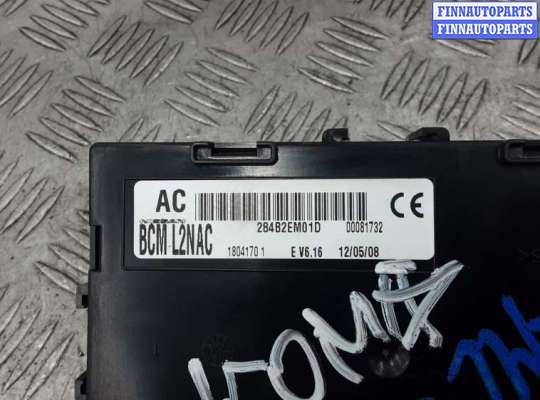 FINNAUTOPARTS
FINNAUTOPARTS
AC
284B2EM01D 00081732
BCM L2NAC
1804170 1 E V6.16 12/05/08
CE